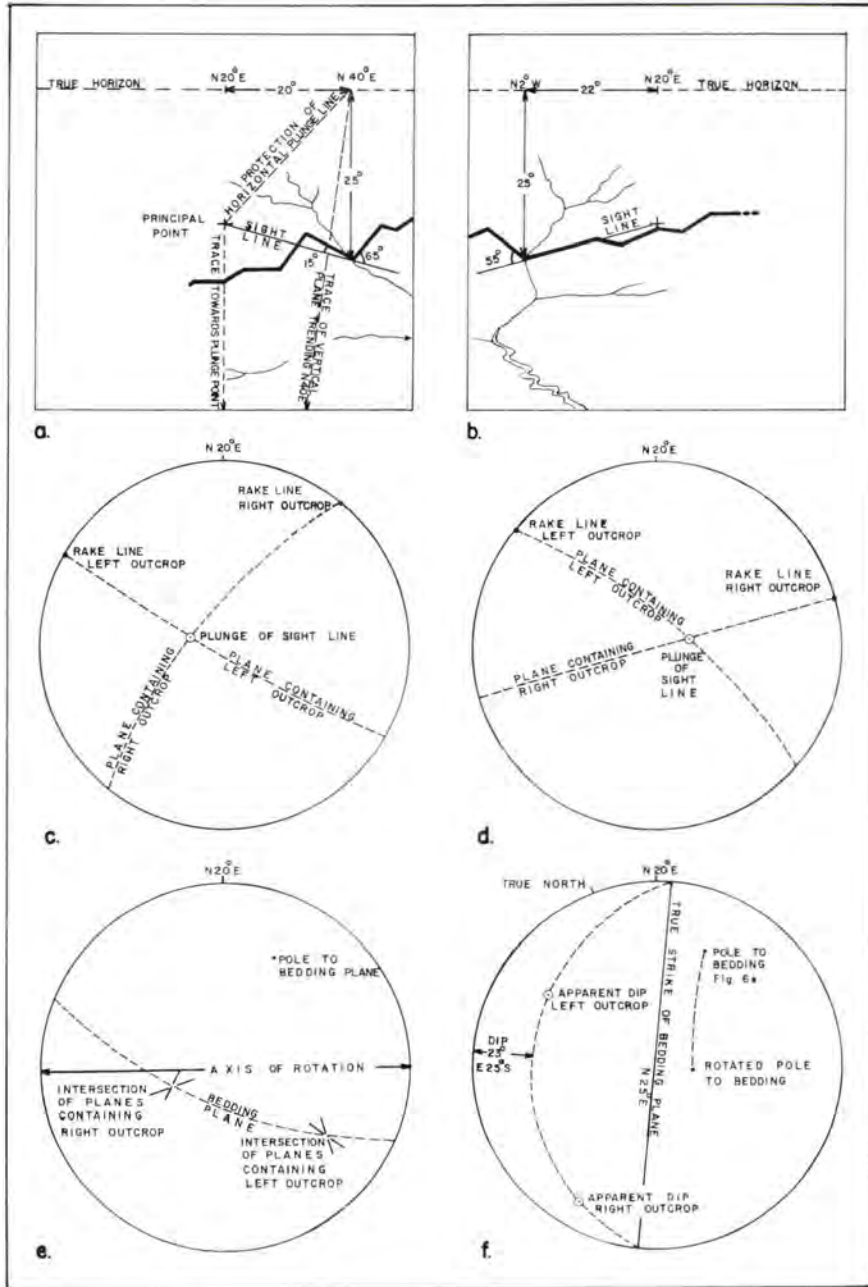 N20°E
N40°E
TRUE HORIZON
20°
PROTECTION OF
HORIZONTAL PLUNGE LINE
25°
PRINCIPAL
POINT
SIGHT
LINE
15°
65°
TRACE TOWARDS PLUNGE POINT
TRACE OF VERTICAL
PLANE TRENDING N20E
a.
N2°W
N20°E
22°
TRUE HORIZON
25°
SIGHT
LINE
55°
b.
N20°E
RAKE LINE
RIGHT OUTCROP
RAKE LINE
LEFT OUTCROP
PLUNGE OF SIGHT LINE
PLANE CONTAINING
RIGHT OUTCROP
PLANE CONTAINING
LEFT OUTCROP
c.
N20°E
RAKE LINE
LEFT OUTCROP
PLANE CONTAINING
LEFT OUTCROP
RAKE LINE
RIGHT OUTCROP
PLANE CONTAINING
RIGHT OUTCROP
PLUNGE
OF
SIGHT
LINE
d.
N20°E
POLE TO
BEDDING PLANE
AXIS OF ROTATION
INTERSECTION
OF PLANES
CONTAINING
RIGHT OUTCROP
BEDDING
PLANE
INTERSECTION
OF PLANES
CONTAINING
LEFT OUTCROP
e.
N20°E
TRUE NORTH
TRUE STRIKE OF BEDDING PLANE
N25°E
POLE TO
BEDDING
APPARENT DIP
LEFT OUTCROP
DIP
23°
E25°S
ROTATED POLE
TO BEDDING
APPARENT DIP
RIGHT OUTCROP
f.